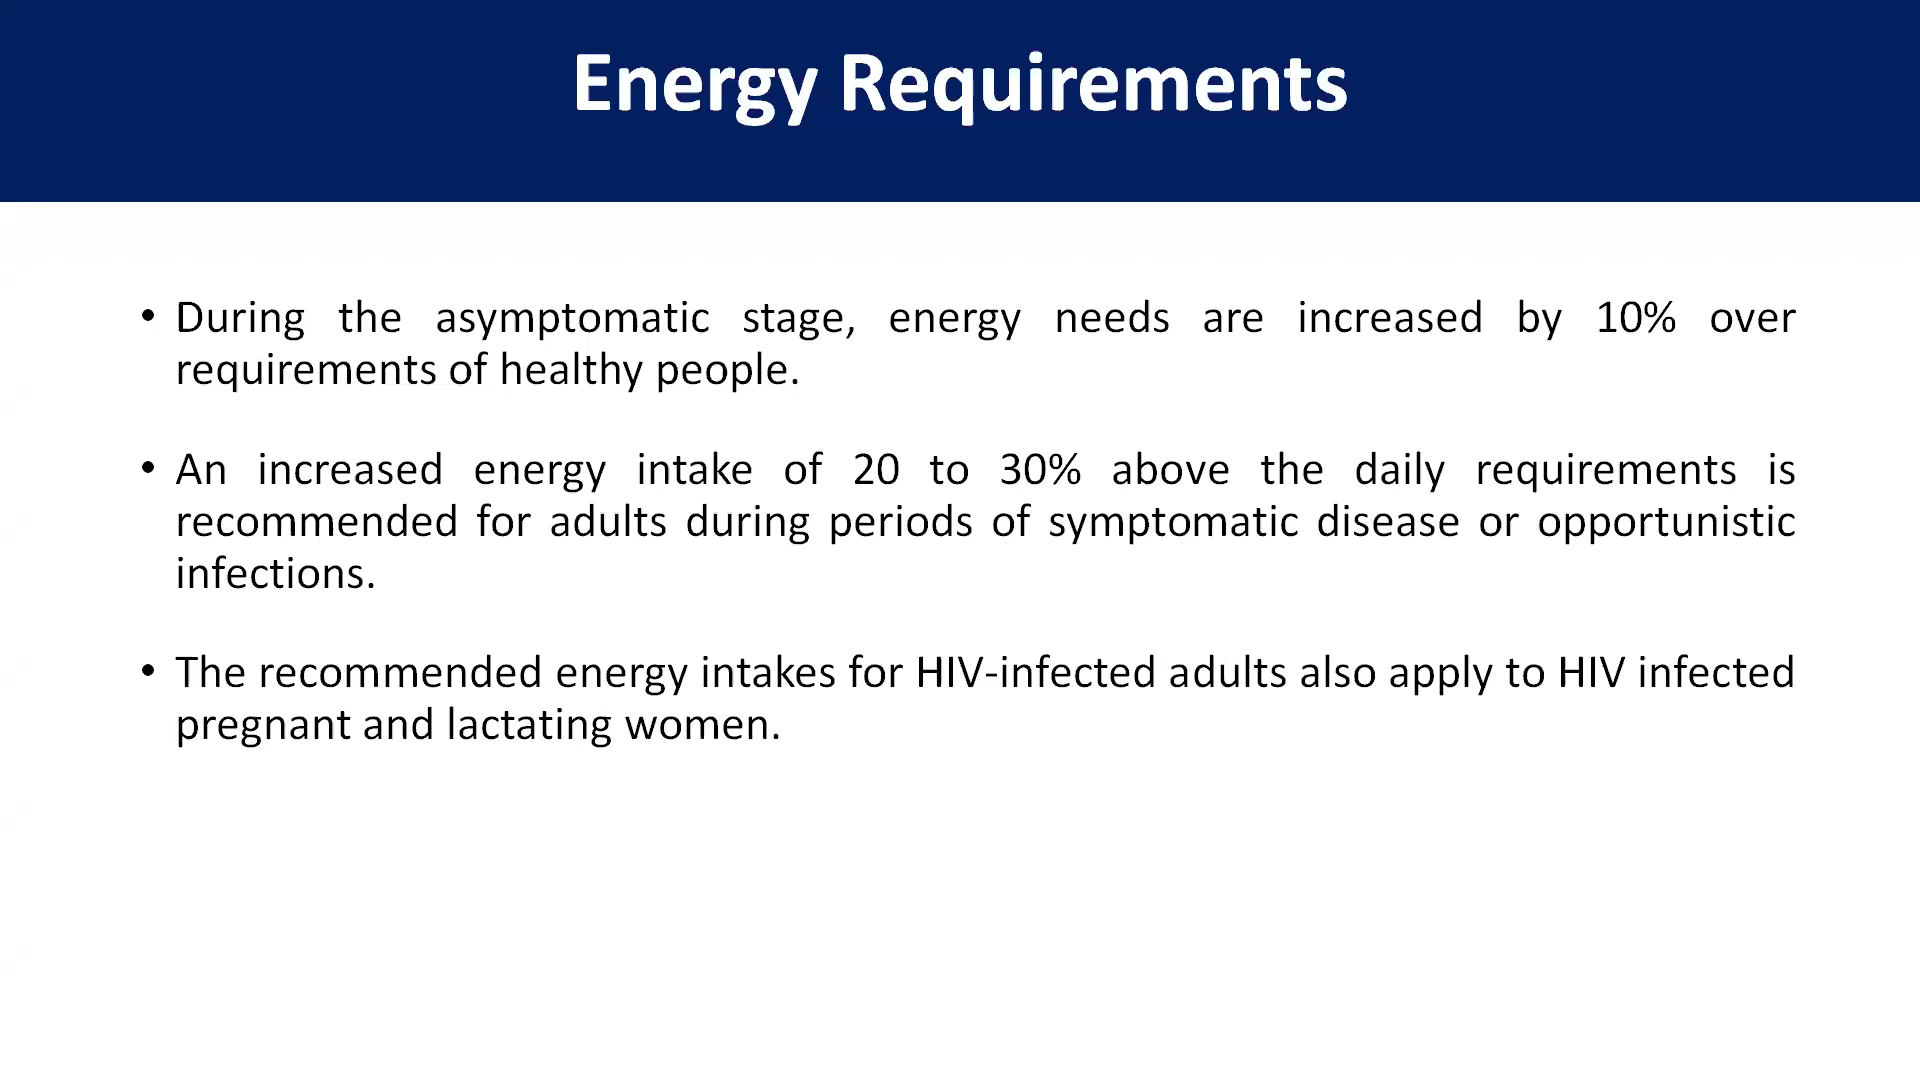 Energy Requirements
• During the asymptomatic stage, energy needs are increased by 10% over
requirements of healthy people.
• An increased energy intake of 20 to 30% above the daily requirements is
recommended for adults during periods of symptomatic disease or opportunistic
infections.
• The recommended energy intakes for HIV-infected adults also apply to HIV infected
pregnant and lactating women.